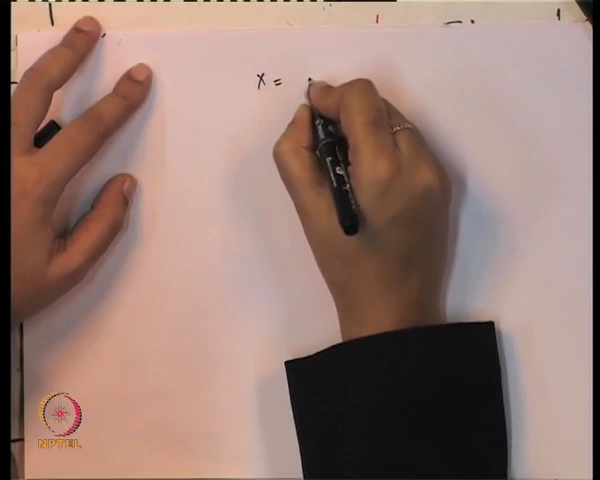 x =
NPTEL